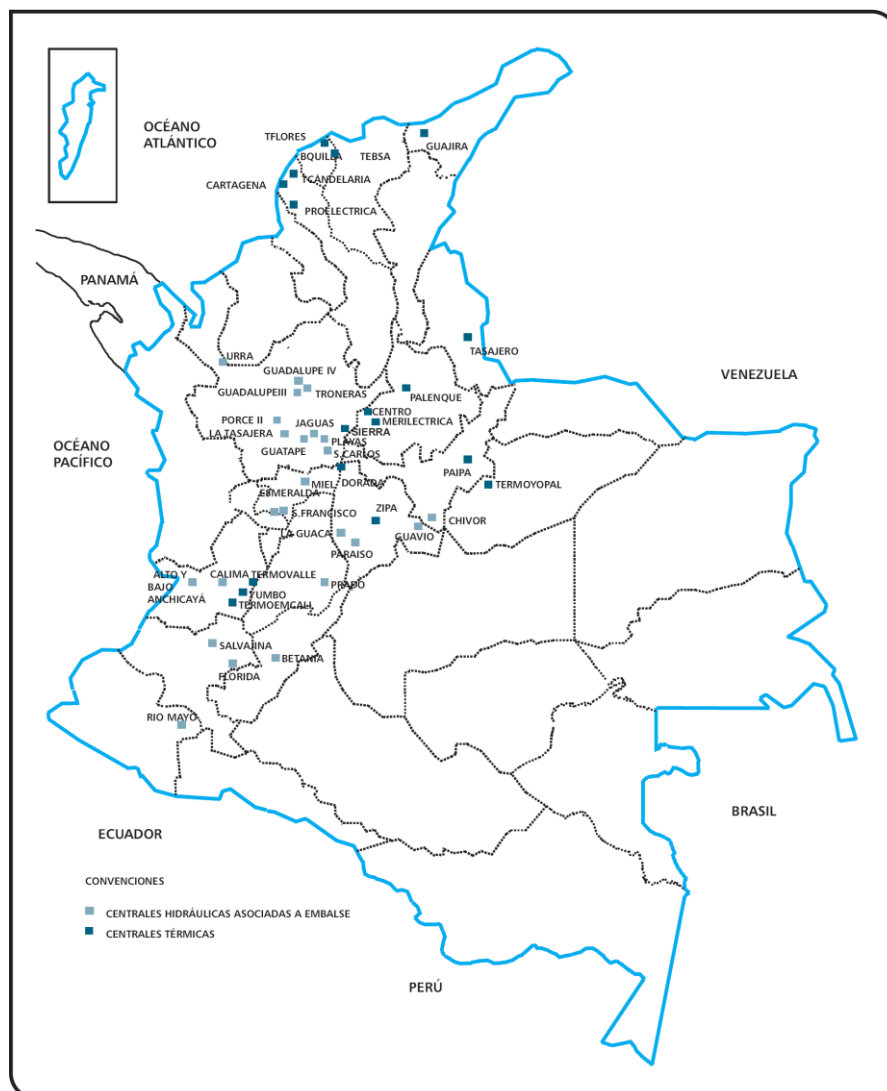 OCÉANO
ATLÁNTICO
TFLORES
BQUILLA
TEBSA
GUAJIRA
TCANDELARIA
CARTAGENA
PROELECTRICA
PANAMÁ
TASAJERO
URRA
GUADALUPE IV
VENEZUELA
GUADALUPEIII
TRONERAS
PALENQUE
CENTRO
PORCE II
JAGUAS
MERILECTRICA
LA TASAJERA
SIERRA
PLAYAS
OCÉANO
PACÍFICO
GUATAPE
S.CARLOS
PAIPA
MIEL
DORADA
TERMOYOPAL
ESMERALDA
S.FRANCISCO
ZIPA
CHIVOR
LA GUACA
GUAVIO
PARAISO
ALTO Y
BAJO
ANCHICAYÁ
CALIMA
TERMOVALLE
PRADO
YUMBO
TERMOEMCALI
SALVAJINA
BETANIA
FLORIDA
RIO MAYO
BRASIL
ECUADOR
CONVENCIONES
CENTRALES HIDRÁULICAS ASOCIADAS A EMBALSE
CENTRALES TÉRMICAS
PERÚ